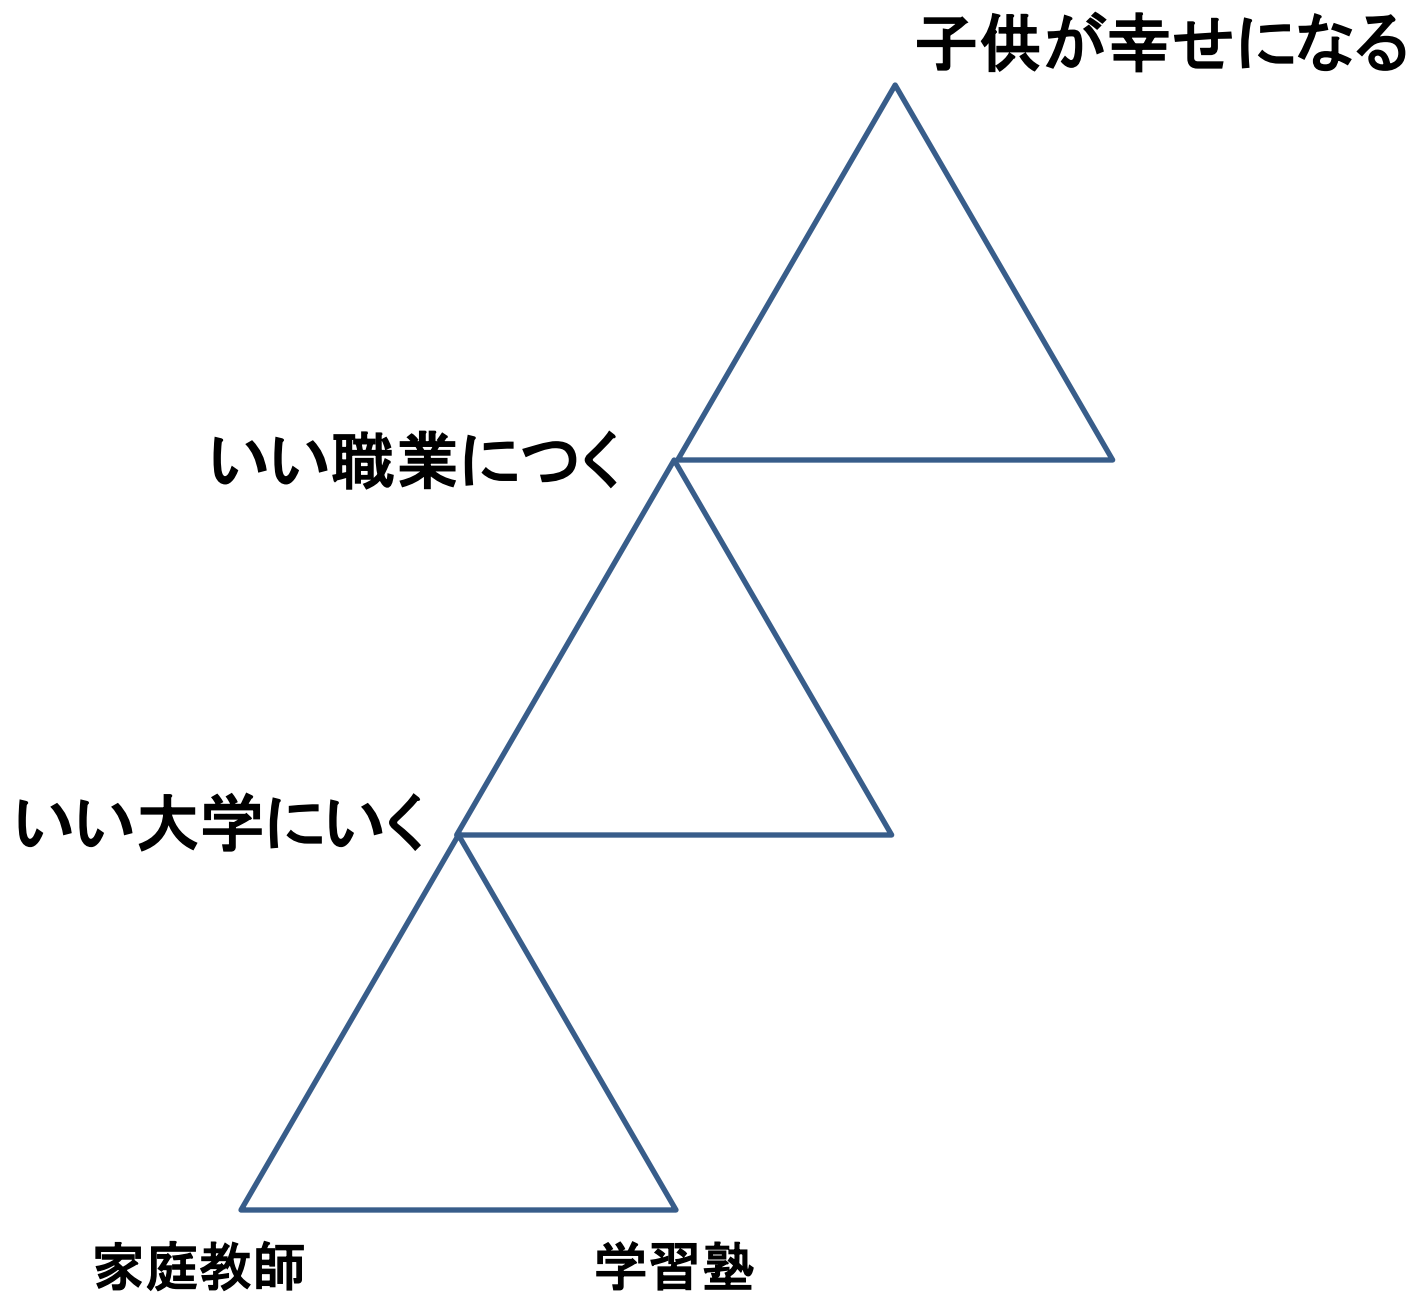 子供が幸せになる
いい職業につく
いい大学にいく
家庭教師
学習塾